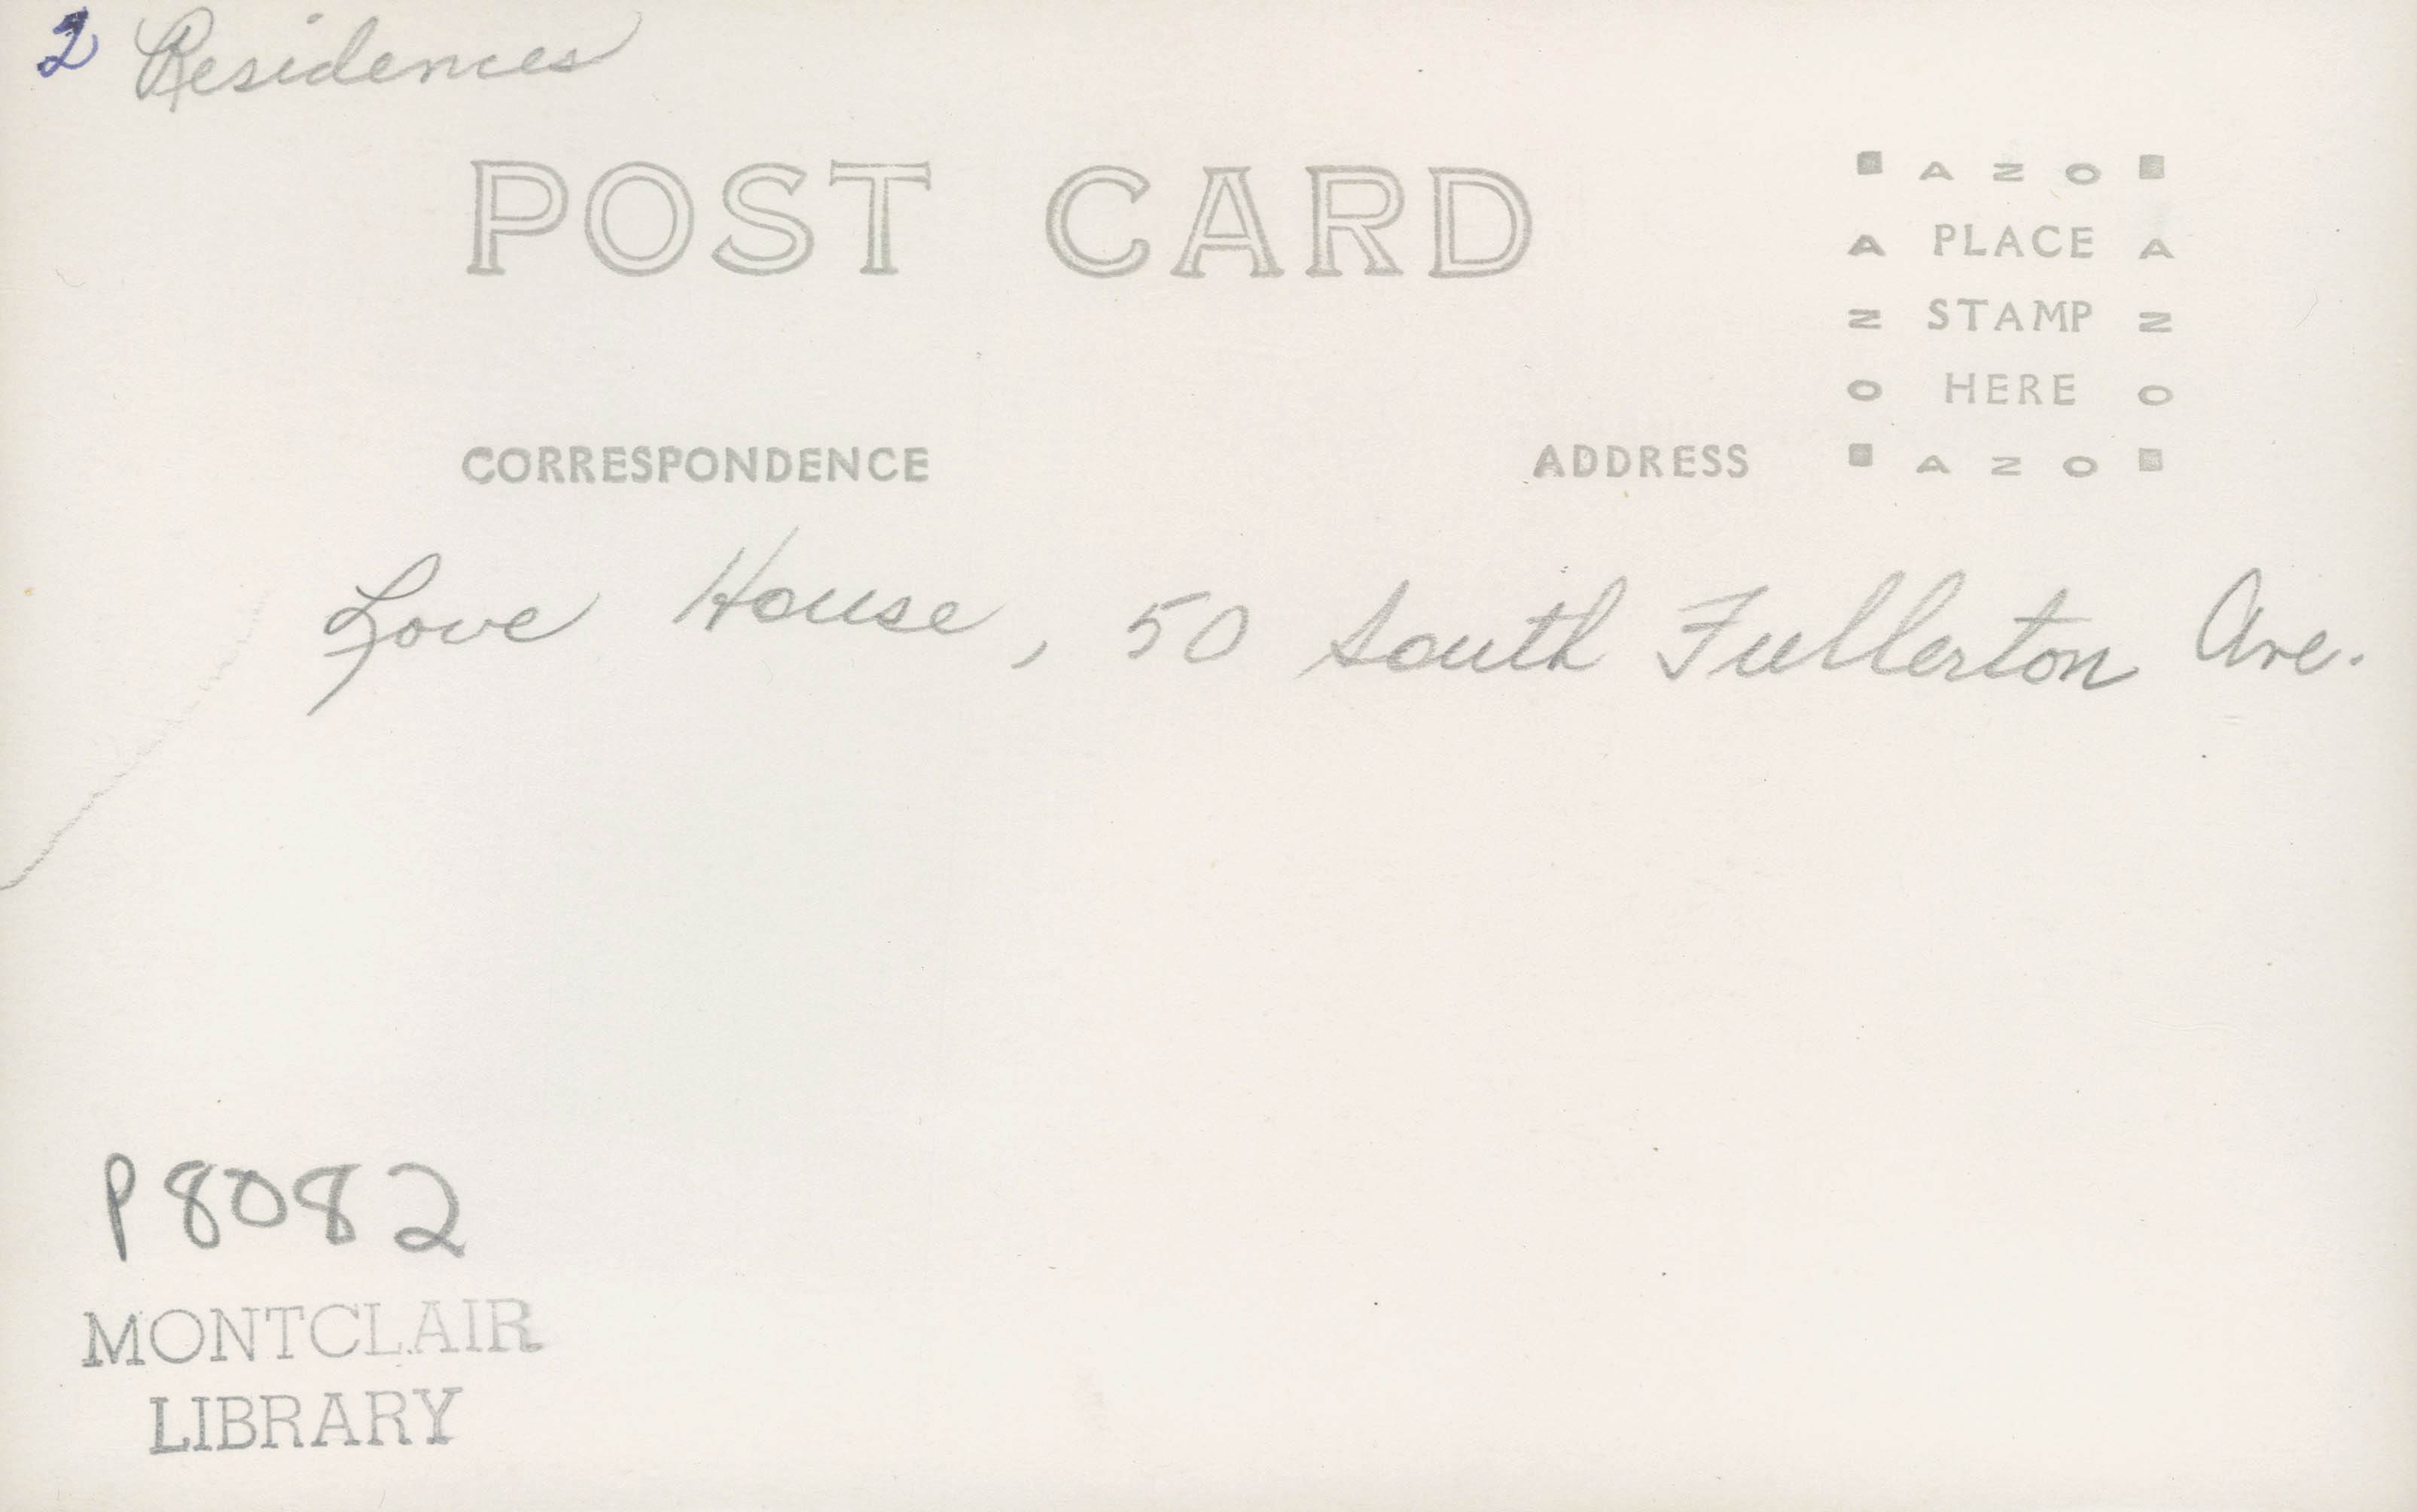 2 Residences
POST CARD
AZO
A PLACE A
Z STAMP Z
O HERE O
AZO
CORRESPONDENCE
ADDRESS
Love House, 50 South Fullerton Ave.
P8082
MONTCLAIR
LIBRARY